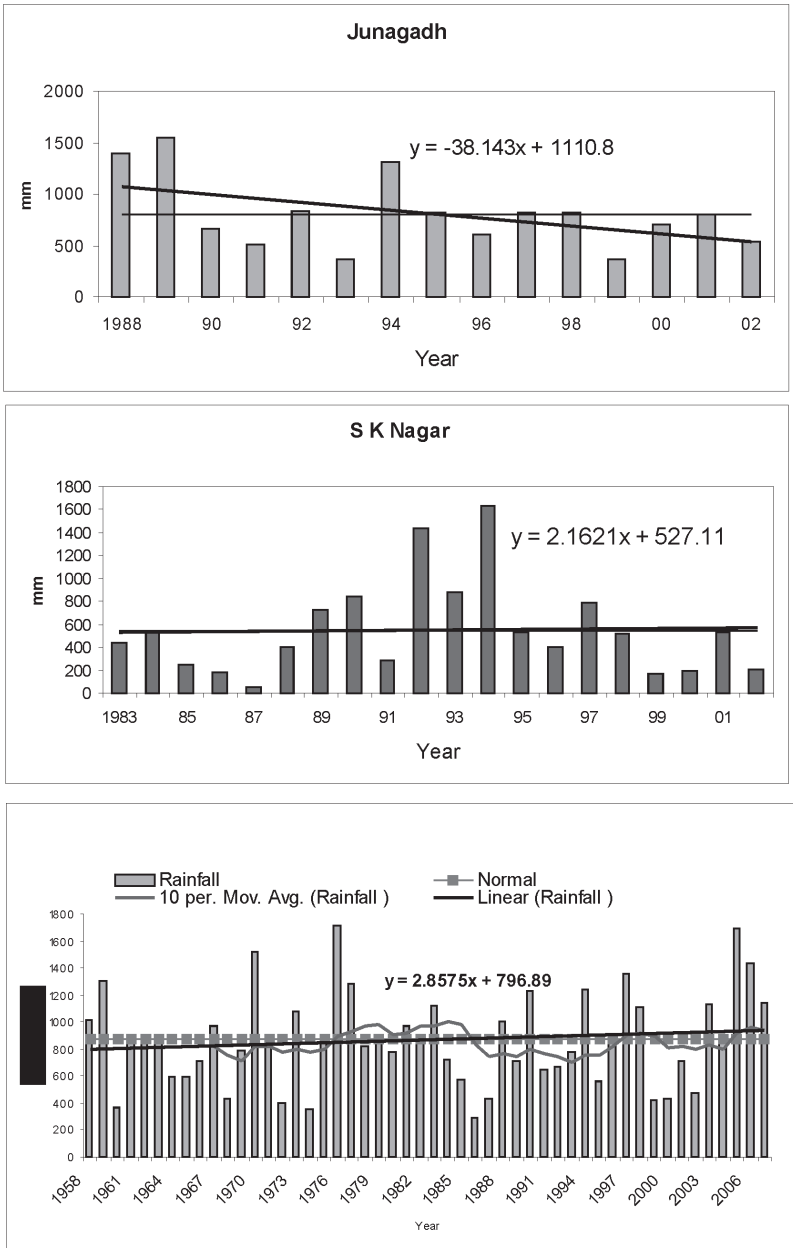 Junagadh
2000
1500
1000
500
0
mm
y = -38.143x + 1110.8
1988 90 92 94 96 98 00 02
Year
S K Nagar
1800
1600
1400
1200
1000
800
600
400
200
0
mm
y = 2.1621x + 527.11
1983 85 87 89 91 93 95 97 99 01
Year
Rainfall Normal
10 per. Mov. Avg. (Rainfall ) Linear (Rainfall )
1800
1600
1400
1200
1000
800
600
400
200
0
y = 2.8575x + 796.89
1958 1961 1964 1967 1970 1973 1976 1979 1982 1985 1988 1991 1994 1997 2000 2003 2006
Year